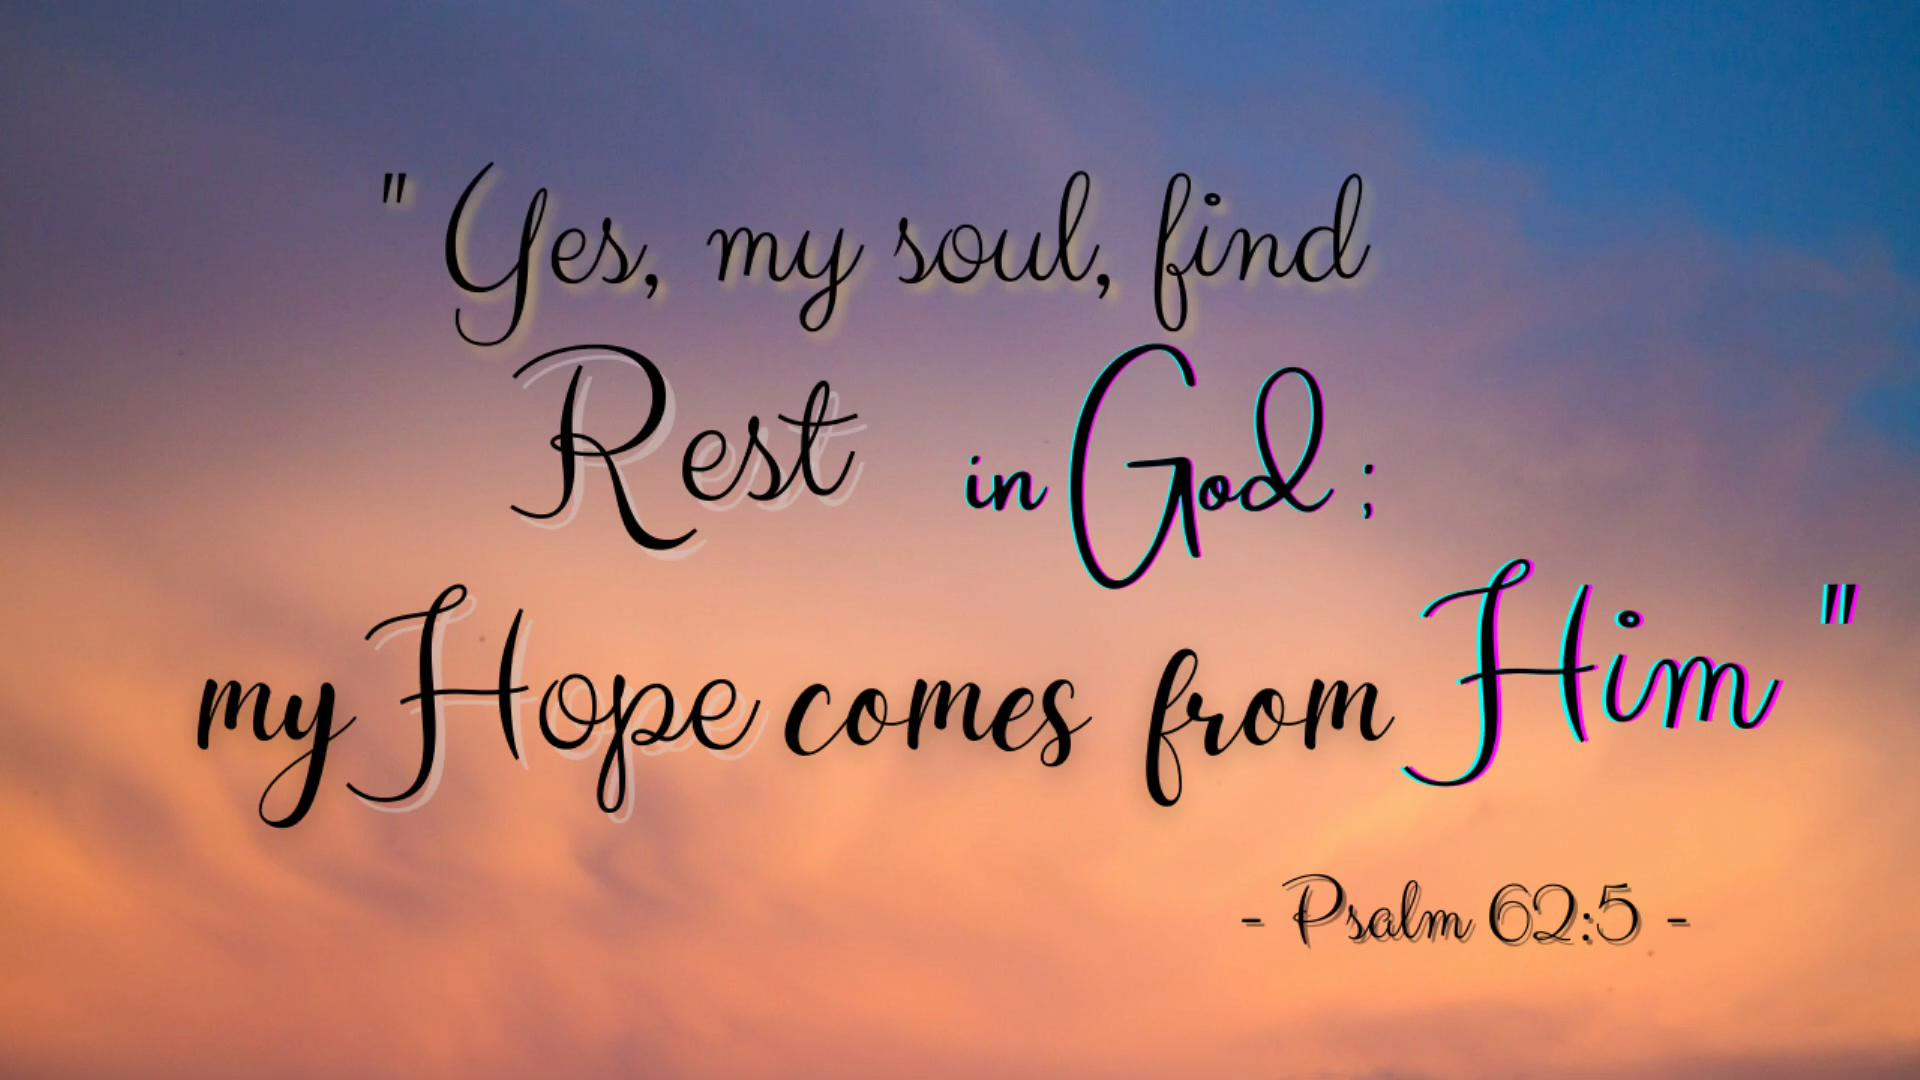 " Yes, my soul, find
Rest in God ;
my Hope comes from Him "
- Psalm 62:5 -